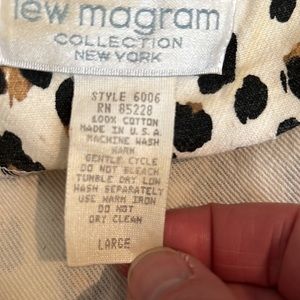 lew magram
COLLECTION
NEW YORK
STYLE 6006
RN 85228
100% COTTON
MADE IN U.S.A.
MACHINE WASH
WARM
GENTLE CYCLE
DO NOT BLEACH
TUMBLE DRY LOW
WASH SEPARATELY
USE WARM IRON
DO NOT
DRY CLEAN
LARGE